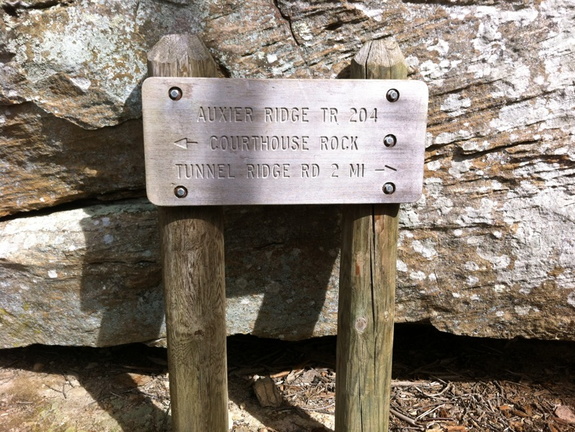 AUXIER RIDGE TR 204
← COURTHOUSE ROCK
TUNNEL RIDGE RD 2 MI →